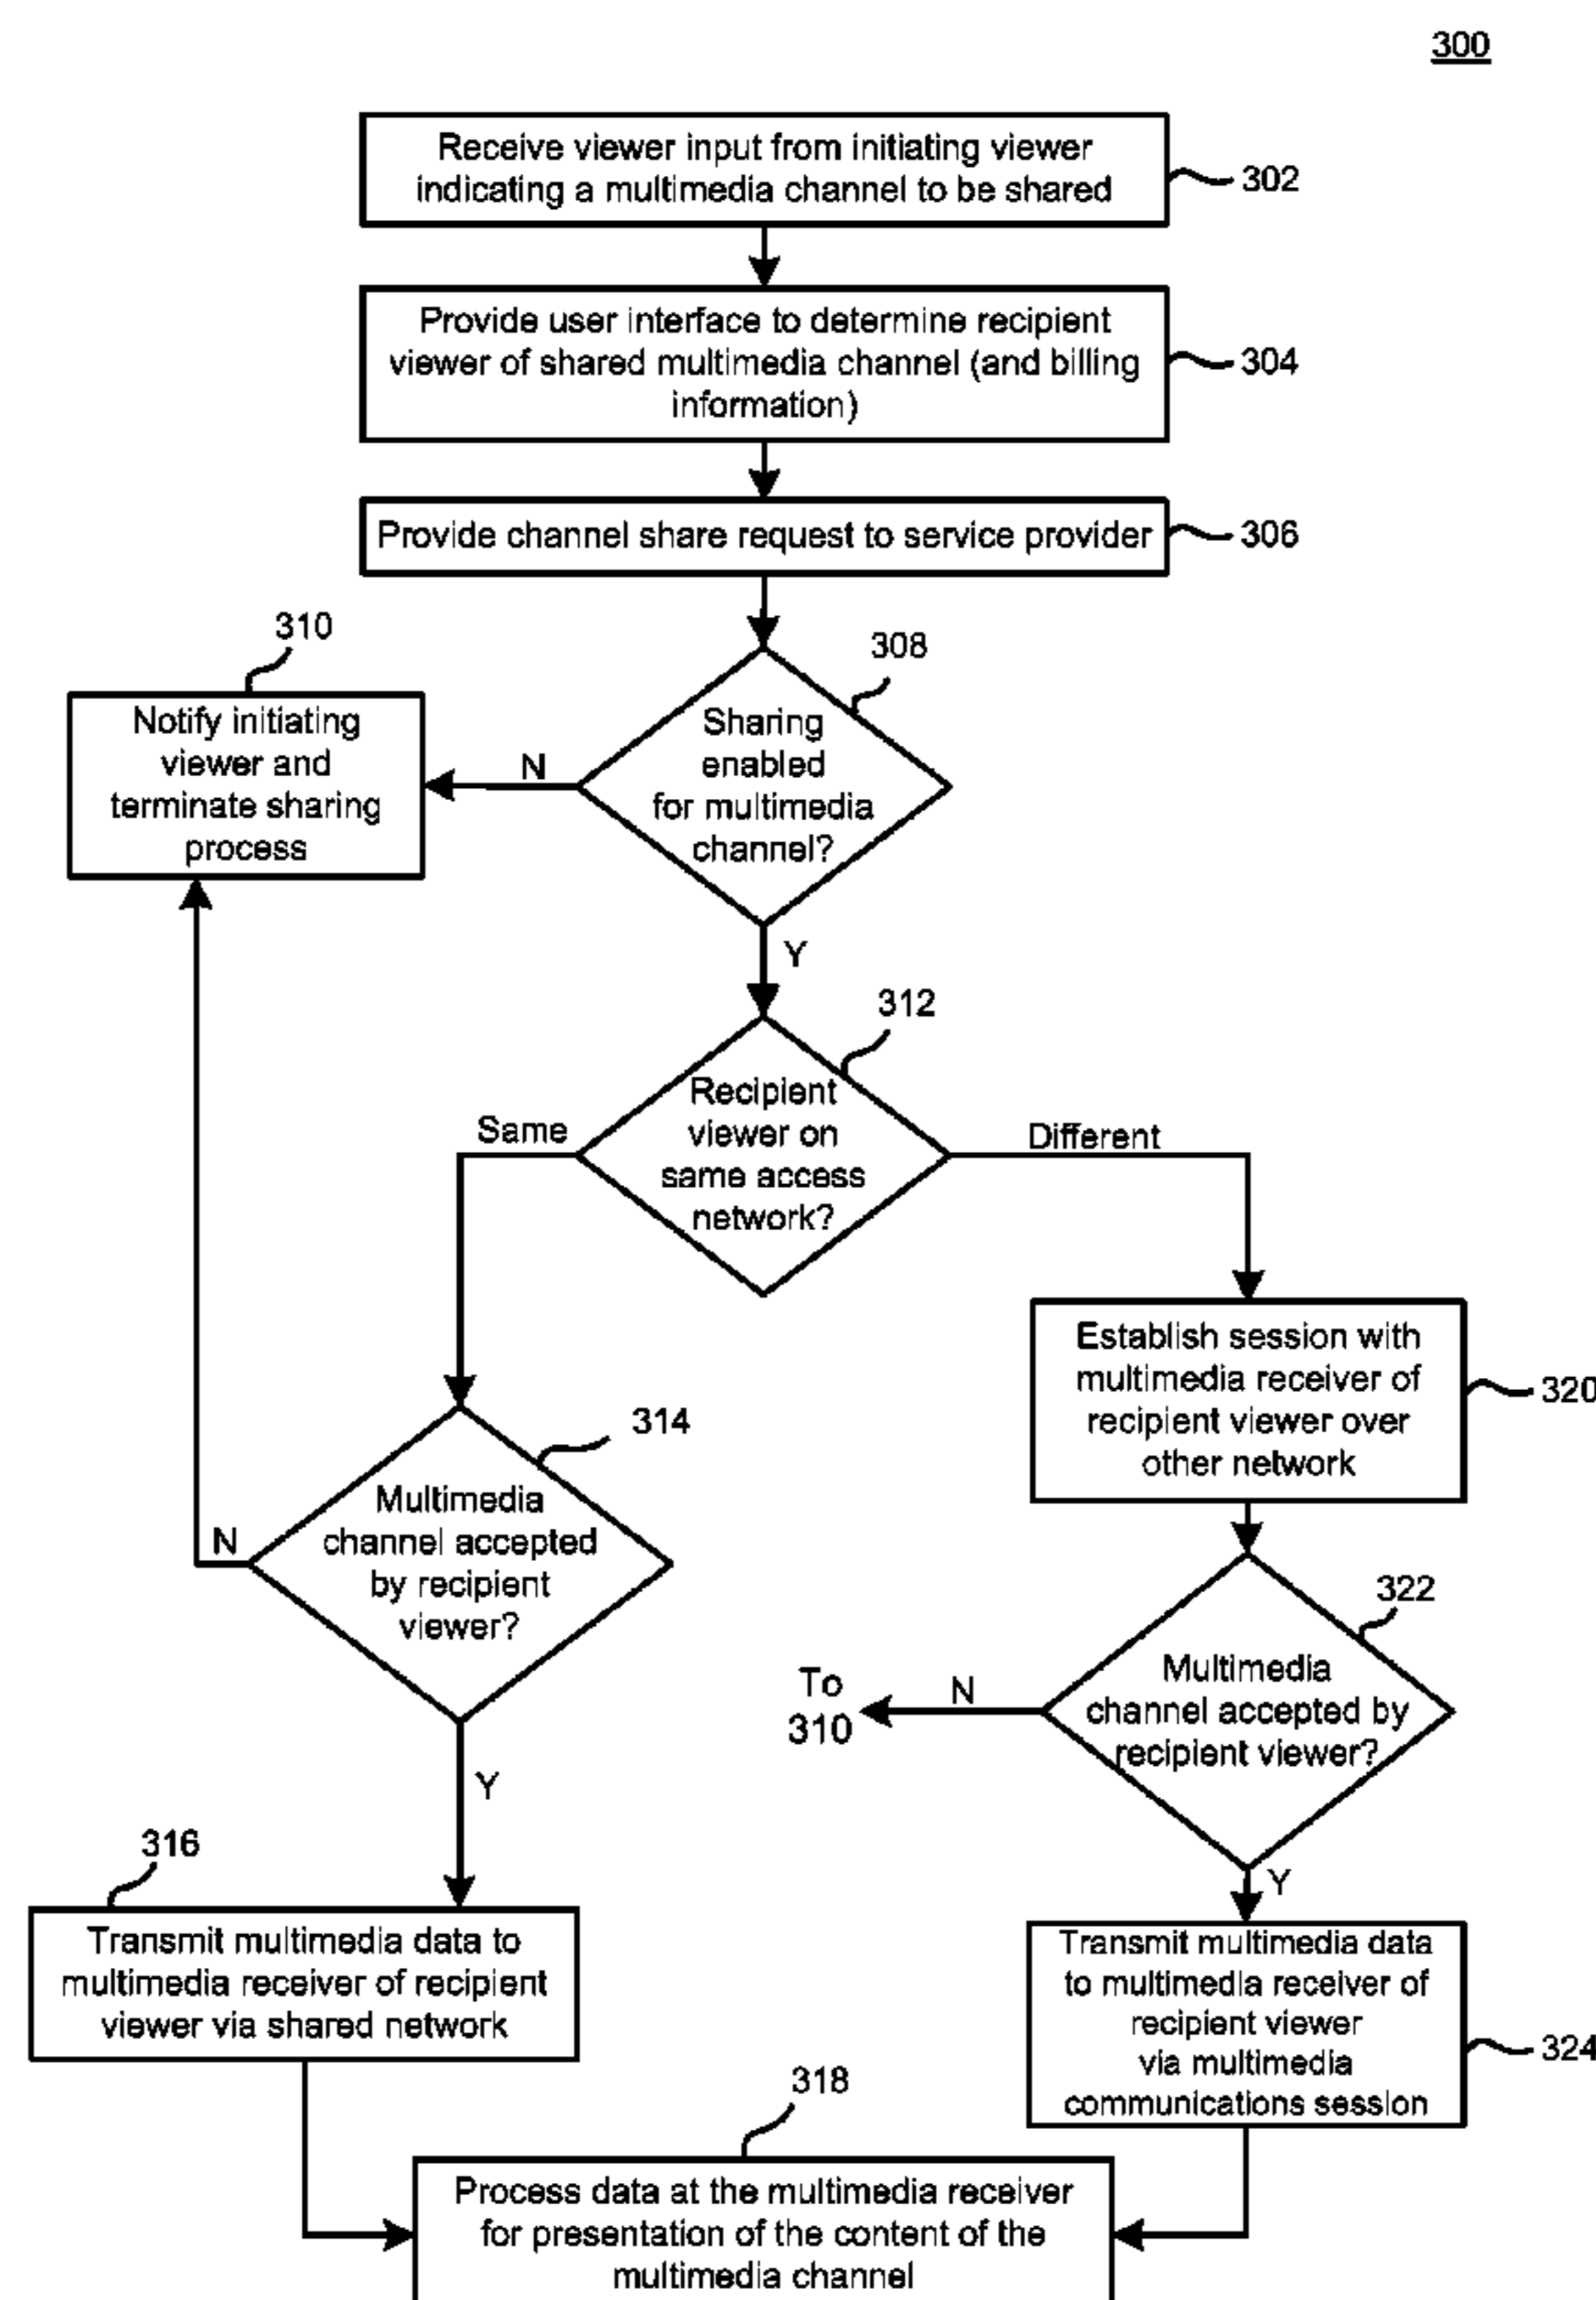 300
Receive viewer input from initiating viewer
indicating a multimedia channel to be shared
302
Provide user interface to determine recipient
viewer of shared multimedia channel (and billing
information)
304
Provide channel share request to service provider
306
310
308
Notify initiating
viewer and
terminate sharing
process
N
Sharing
enabled
for multimedia
channel?
Y
312
Same
Recipient
viewer on
same access
network?
Different
Establish session with
multimedia receiver of
recipient viewer over
other network
320
314
Multimedia
channel accepted
by recipient
viewer?
N
Y
322
Multimedia
channel accepted by
recipient viewer?
N
To
310
Y
316
Transmit multimedia data to
multimedia receiver of recipient
viewer via shared network
Transmit multimedia data
to multimedia receiver of
recipient viewer
via multimedia
communications session
324
318
Process data at the multimedia receiver
for presentation of the content of the
multimedia channel